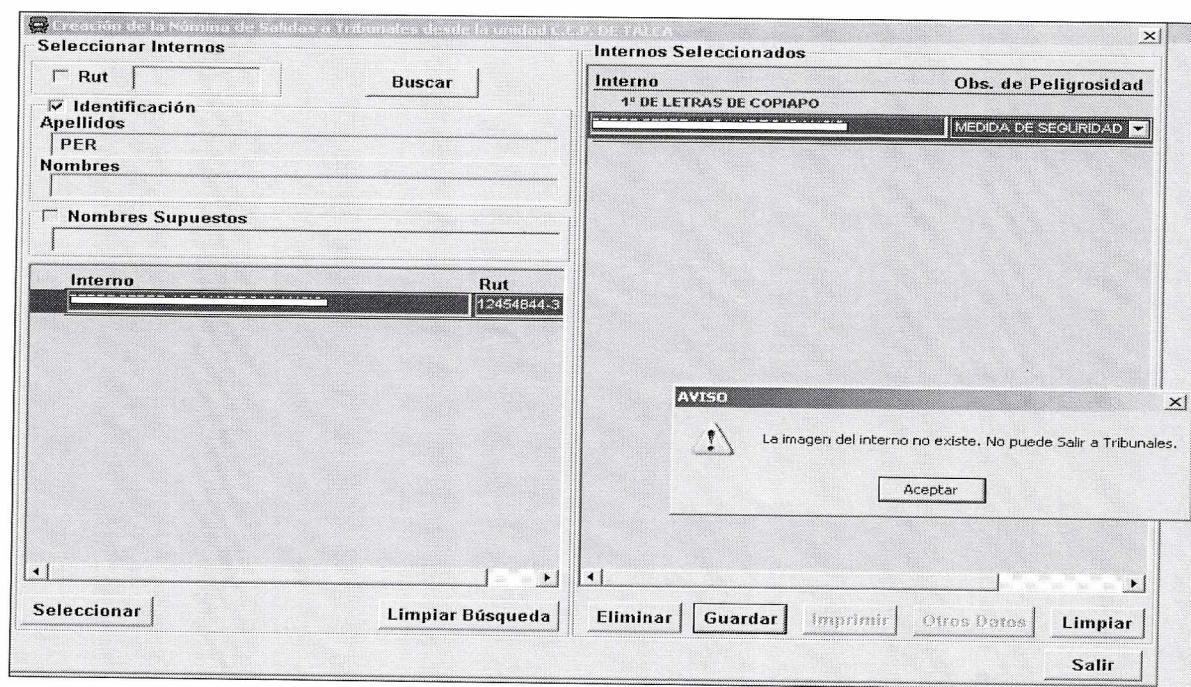 Creación de la Nómina de Salidas a Tribunales desde la unidad C.C.P. DE TALCA
Seleccionar Internos
Rut
Buscar
Identificación
Apellidos
PER
Nombres
Nombres Supuestos
Interno Rut
12454844-3
Seleccionar
Limpiar Búsqueda
Internos Seleccionados
Interno Obs. de Peligrosidad
1º DE LETRAS DE COPIAPO
MEDIDA DE SEGURIDAD
AVISO
La imagen del interno no existe. No puede Salir a Tribunales.
Aceptar
Eliminar
Guardar
Imprimir
Otros Datos
Limpiar
Salir